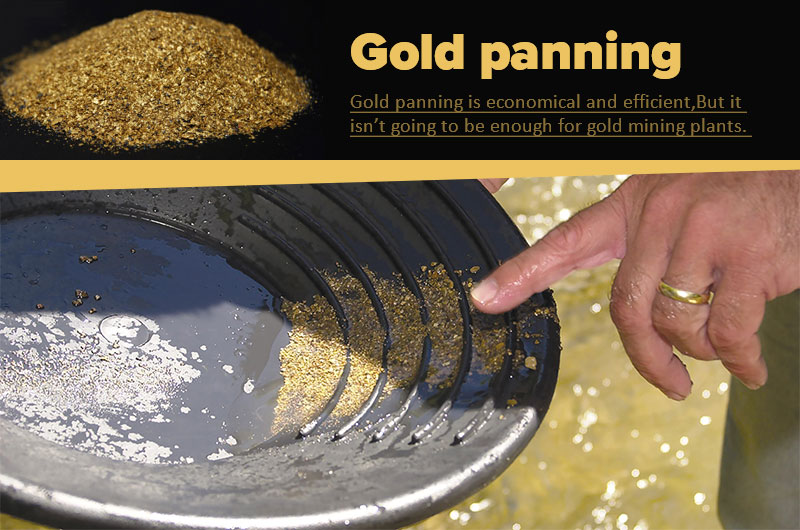 Gold panning
Gold panning is economical and efficient,But it
isn’t going to be enough for gold mining plants.